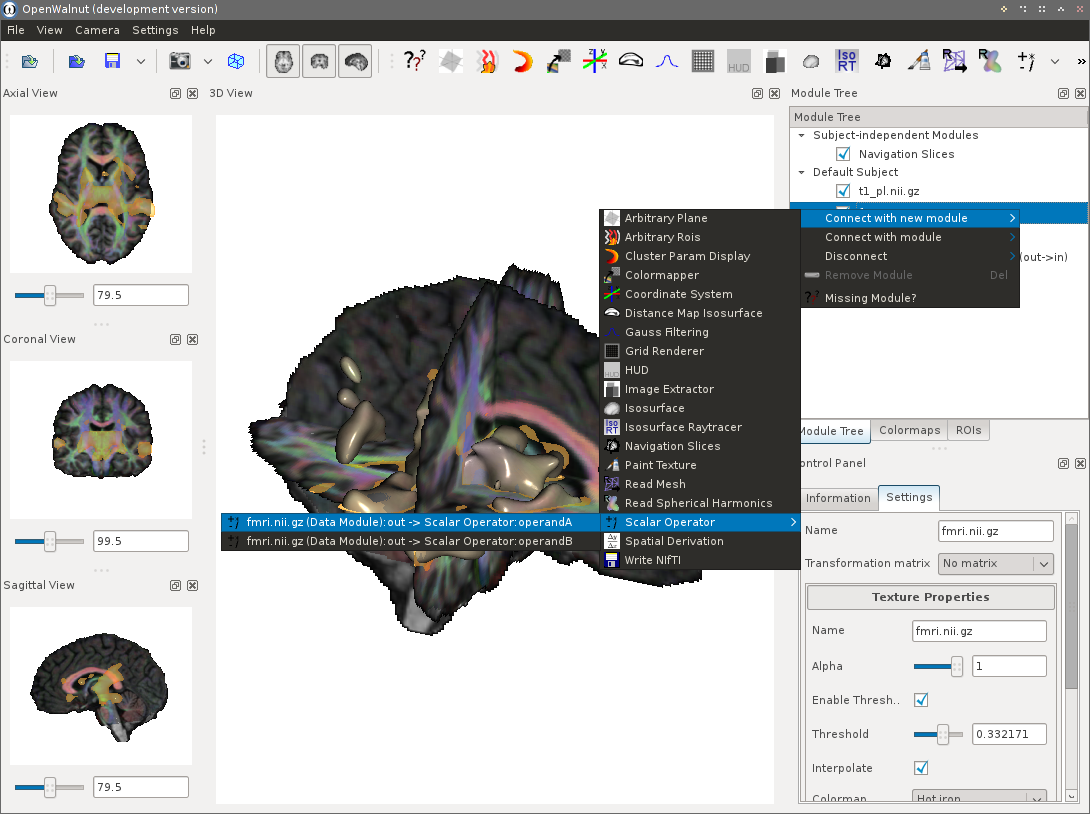 OpenWalnut (development version)
File View Camera Settings Help
HUD
ISO
RT
Axial View
3D View
Module Tree
79.5
Coronal View
99.5
Sagittal View
79.5
Module Tree
Subject-independent Modules
Navigation Slices
Default Subject
t1_pl.nii.gz
Connect with new module
Connect with module
Disconnect
(out->in)
Remove Module Del
Missing Module?
Arbitrary Plane
Arbitrary Rois
Cluster Param Display
Colormapper
Coordinate System
Distance Map Isosurface
Gauss Filtering
Grid Renderer
HUD
Image Extractor
Isosurface
Isosurface Raytracer
Navigation Slices
Paint Texture
Read Mesh
Read Spherical Harmonics
Scalar Operator
Spatial Derivation
Write NIfTI
fmri.nii.gz (Data Module):out -> Scalar Operator:operandA
fmri.nii.gz (Data Module):out -> Scalar Operator:operandB
Module Tree Colormaps ROIs
ontrol Panel
Information Settings
Name fmri.nii.gz
Transformation matrix No matrix
Texture Properties
Name fmri.nii.gz
Alpha 1
Enable Thresh..
Threshold 0.332171
Interpolate
Colormap Hot iron